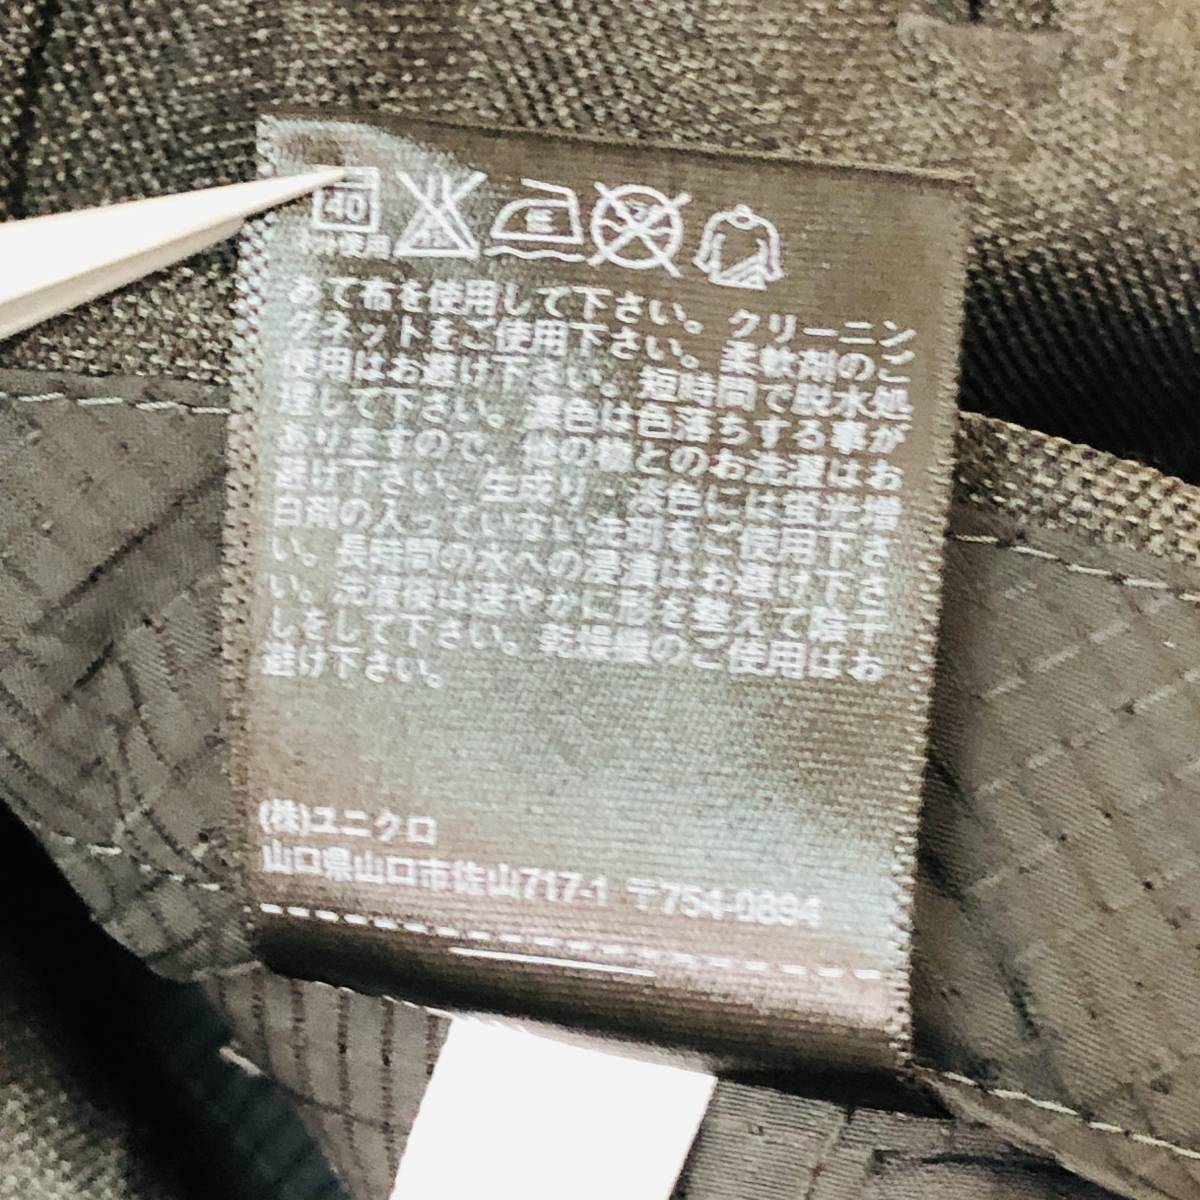 40
ネット使用
中
あて布を使用して下さい。クリーニン
グネットをご使用下さい。柔軟剤のご
使用はお避け下さい。短時間で脱水処
理して下さい。濃色は色落ちする事が
ありますので、他の物とのお洗濯はお
避け下さい。生成り・淡色には蛍光増
白剤の入っていない洗剤をご使用下さ
い。長時間の水への浸漬はお避け下さ
い。洗濯後は速やかに形を整えて陰干
しをして下さい。乾燥機のご使用はお
避け下さい。
(株)ユニクロ
山口県山口市佐山717-1 〒754-0894